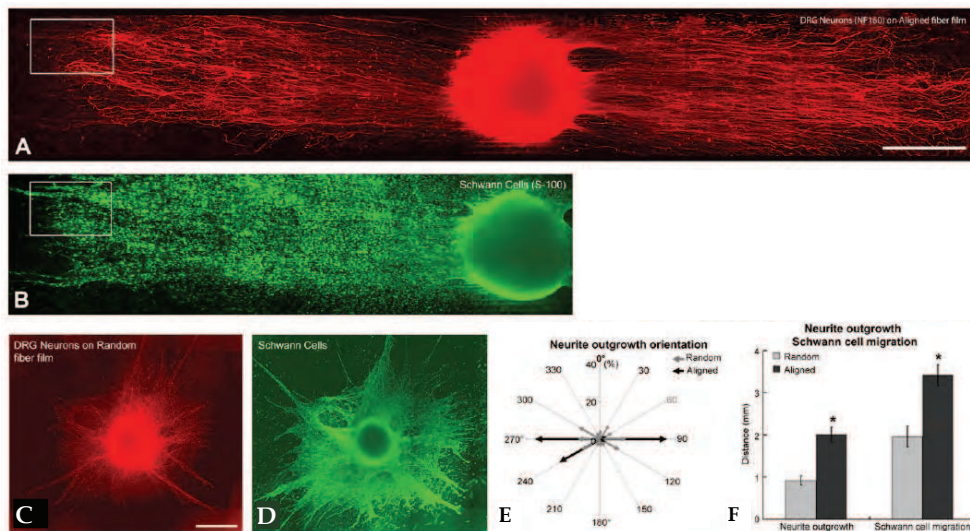 DRG Neurons (NF160) on Aligned fiber film
A
Schwann Cells (S-100)
B
DRG Neurons on Random
fiber film
C
Schwann Cells
D
Neurite outgrowth orientation
0°
40 (%)
Random
Aligned
330
30
20
300
60
270°
0
90
240
120
210
150
180°
E
Neurite outgrowth
Schwann cell migration
Random
Aligned
*
*
Distance (mm)
4
3
2
1
0
Neurite outgrowth
Schwann cell migration
F